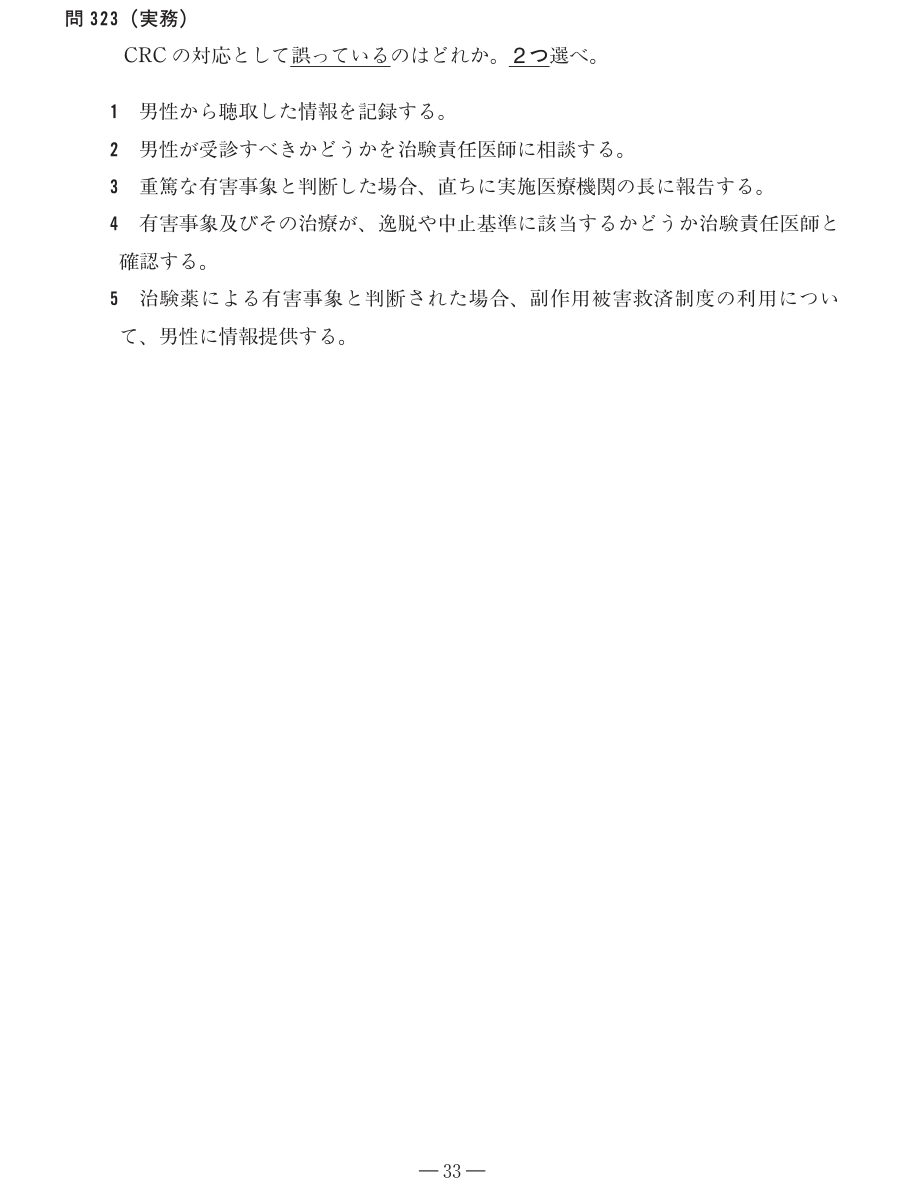 問 323（実務）
CRC の対応として誤っているのはどれか。２つ選べ。
1　男性から聴取した情報を記録する。
2　男性が受診すべきかどうかを治験責任医師に相談する。
3　重篤な有害事象と判断した場合、直ちに実施医療機関の長に報告する。
4　有害事象及びその治療が、逸脱や中止基準に該当するかどうか治験責任医師と
確認する。
5　治験薬による有害事象と判断された場合、副作用被害救済制度の利用につい
て、男性に情報提供する。
― 33 ―